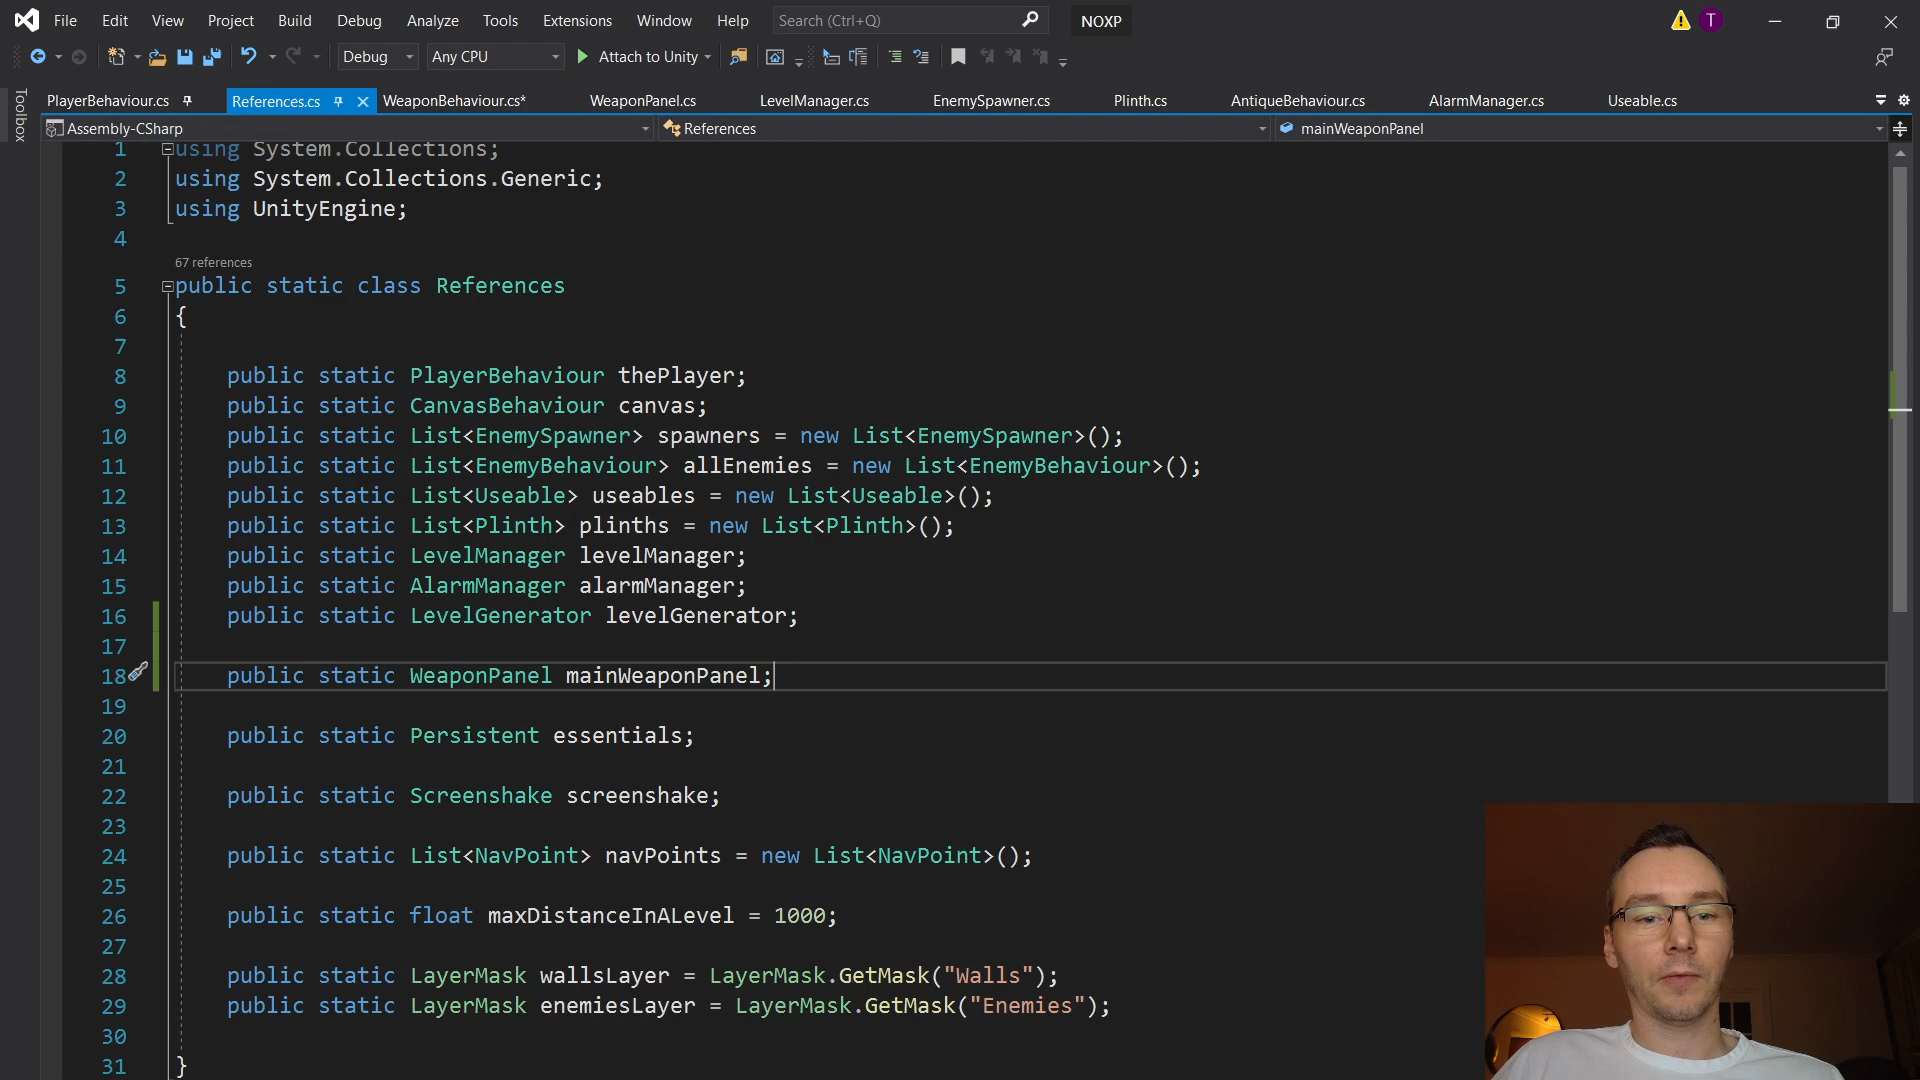 File Edit View Project Build Debug Analyze Tools Extensions Window Help Search (Ctrl+Q) NOXP T
Debug Any CPU Attach to Unity
Toolbox
PlayerBehaviour.cs References.cs WeaponBehaviour.cs* WeaponPanel.cs LevelManager.cs EnemySpawner.cs Plinth.cs AntiqueBehaviour.cs AlarmManager.cs Useable.cs
Assembly-CSharp References mainWeaponPanel
1 using System.Collections;
2 using System.Collections.Generic;
3 using UnityEngine;
4
67 references
5 public static class References
6 {
7
8 public static PlayerBehaviour thePlayer;
9 public static CanvasBehaviour canvas;
10 public static List<EnemySpawner> spawners = new List<EnemySpawner>();
11 public static List<EnemyBehaviour> allEnemies = new List<EnemyBehaviour>();
12 public static List<Useable> useables = new List<Useable>();
13 public static List<Plinth> plinths = new List<Plinth>();
14 public static LevelManager levelManager;
15 public static AlarmManager alarmManager;
16 public static LevelGenerator levelGenerator;
17
18 public static WeaponPanel mainWeaponPanel;
19
20 public static Persistent essentials;
21
22 public static Screenshake screenshake;
23
24 public static List<NavPoint> navPoints = new List<NavPoint>();
25
26 public static float maxDistanceInALevel = 1000;
27
28 public static LayerMask wallsLayer = LayerMask.GetMask("Walls");
29 public static LayerMask enemiesLayer = LayerMask.GetMask("Enemies");
30
31 }